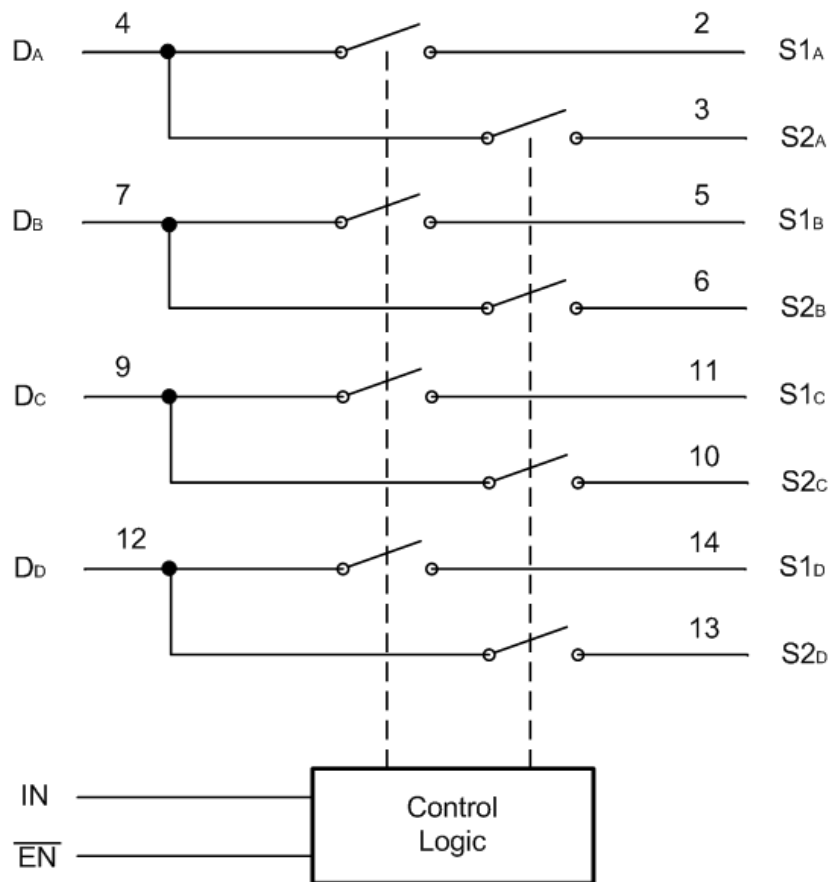 DA 4 2 S1A
3 S2A
DB 7 5 S1B
6 S2B
DC 9 11 S1C
10 S2C
DD 12 14 S1D
13 S2D
IN
EN
Control
Logic